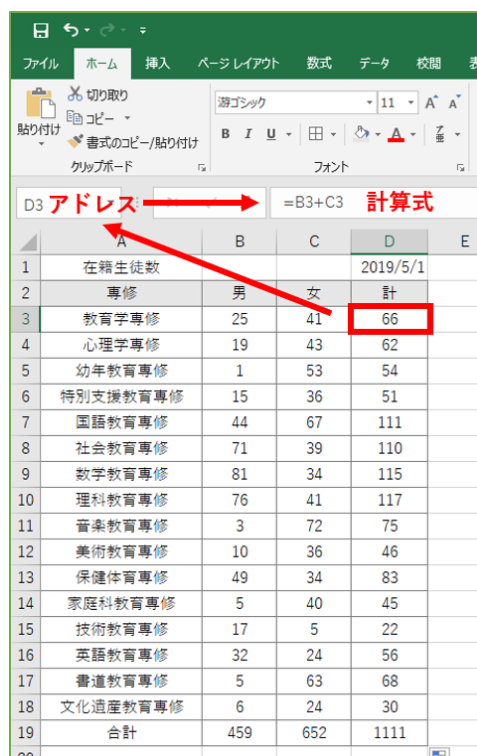 ファイル ホーム 挿入 ページ レイアウト 数式 データ 校閲
切り取り
コピー
書式のコピー/貼り付け
貼り付け
クリップボード
游ゴシック 11 A A
B I U A
フォント
D3 アドレス =B3+C3 計算式
A B C D E
1 在籍生徒数 2019/5/1
2 専修 男 女 計
3 教育学専修 25 41 66
4 心理学専修 19 43 62
5 幼年教育専修 1 53 54
6 特別支援教育専修 15 36 51
7 国語教育専修 44 67 111
8 社会教育専修 71 39 110
9 数学教育専修 81 34 115
10 理科教育専修 76 41 117
11 音楽教育専修 3 72 75
12 美術教育専修 10 36 46
13 保健体育専修 49 34 83
14 家庭科教育専修 5 40 45
15 技術教育専修 17 5 22
16 英語教育専修 32 24 56
17 書道教育専修 5 63 68
18 文化遺産教育専修 6 24 30
19 合計 459 652 1111